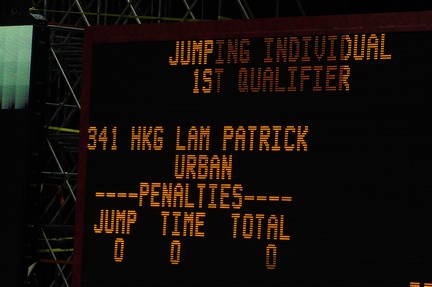 JUMPING INDIVIDUAL
1ST QUALIFIER
341 HKG LAM PATRICK
URBAN
----PENALTIES----
JUMP TIME TOTAL
0 0 0